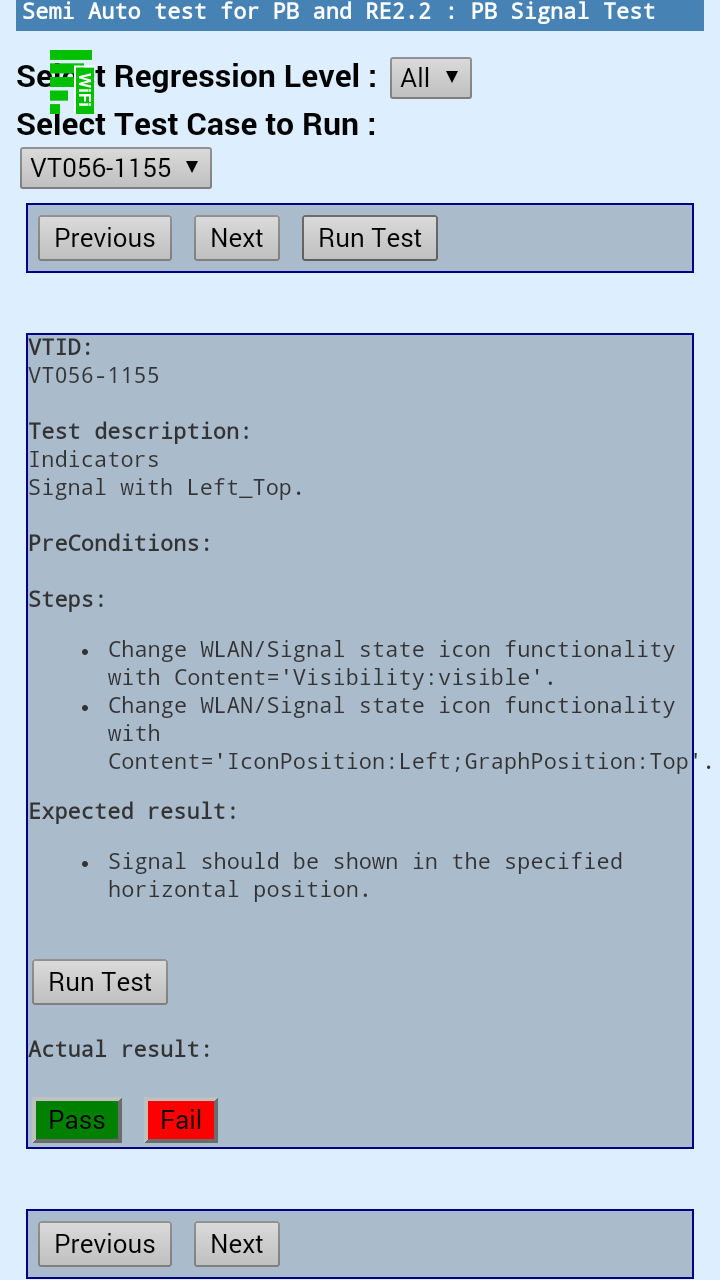 Semi Auto test for PB and RE2.2 : PB Signal Test
Select Regression Level :
All
WiFi
Select Test Case to Run :
VT056-1155
Previous Next Run Test
VTID:
VT056-1155
Test description:
Indicators
Signal with Left_Top.
PreConditions:
Steps:
• Change WLAN/Signal state icon functionality
with Content='Visibility:visible'.
• Change WLAN/Signal state icon functionality
with
Content='IconPosition:Left;GraphPosition:Top'.
Expected result:
• Signal should be shown in the specified
horizontal position.
Run Test
Actual result:
Pass Fail
Previous Next